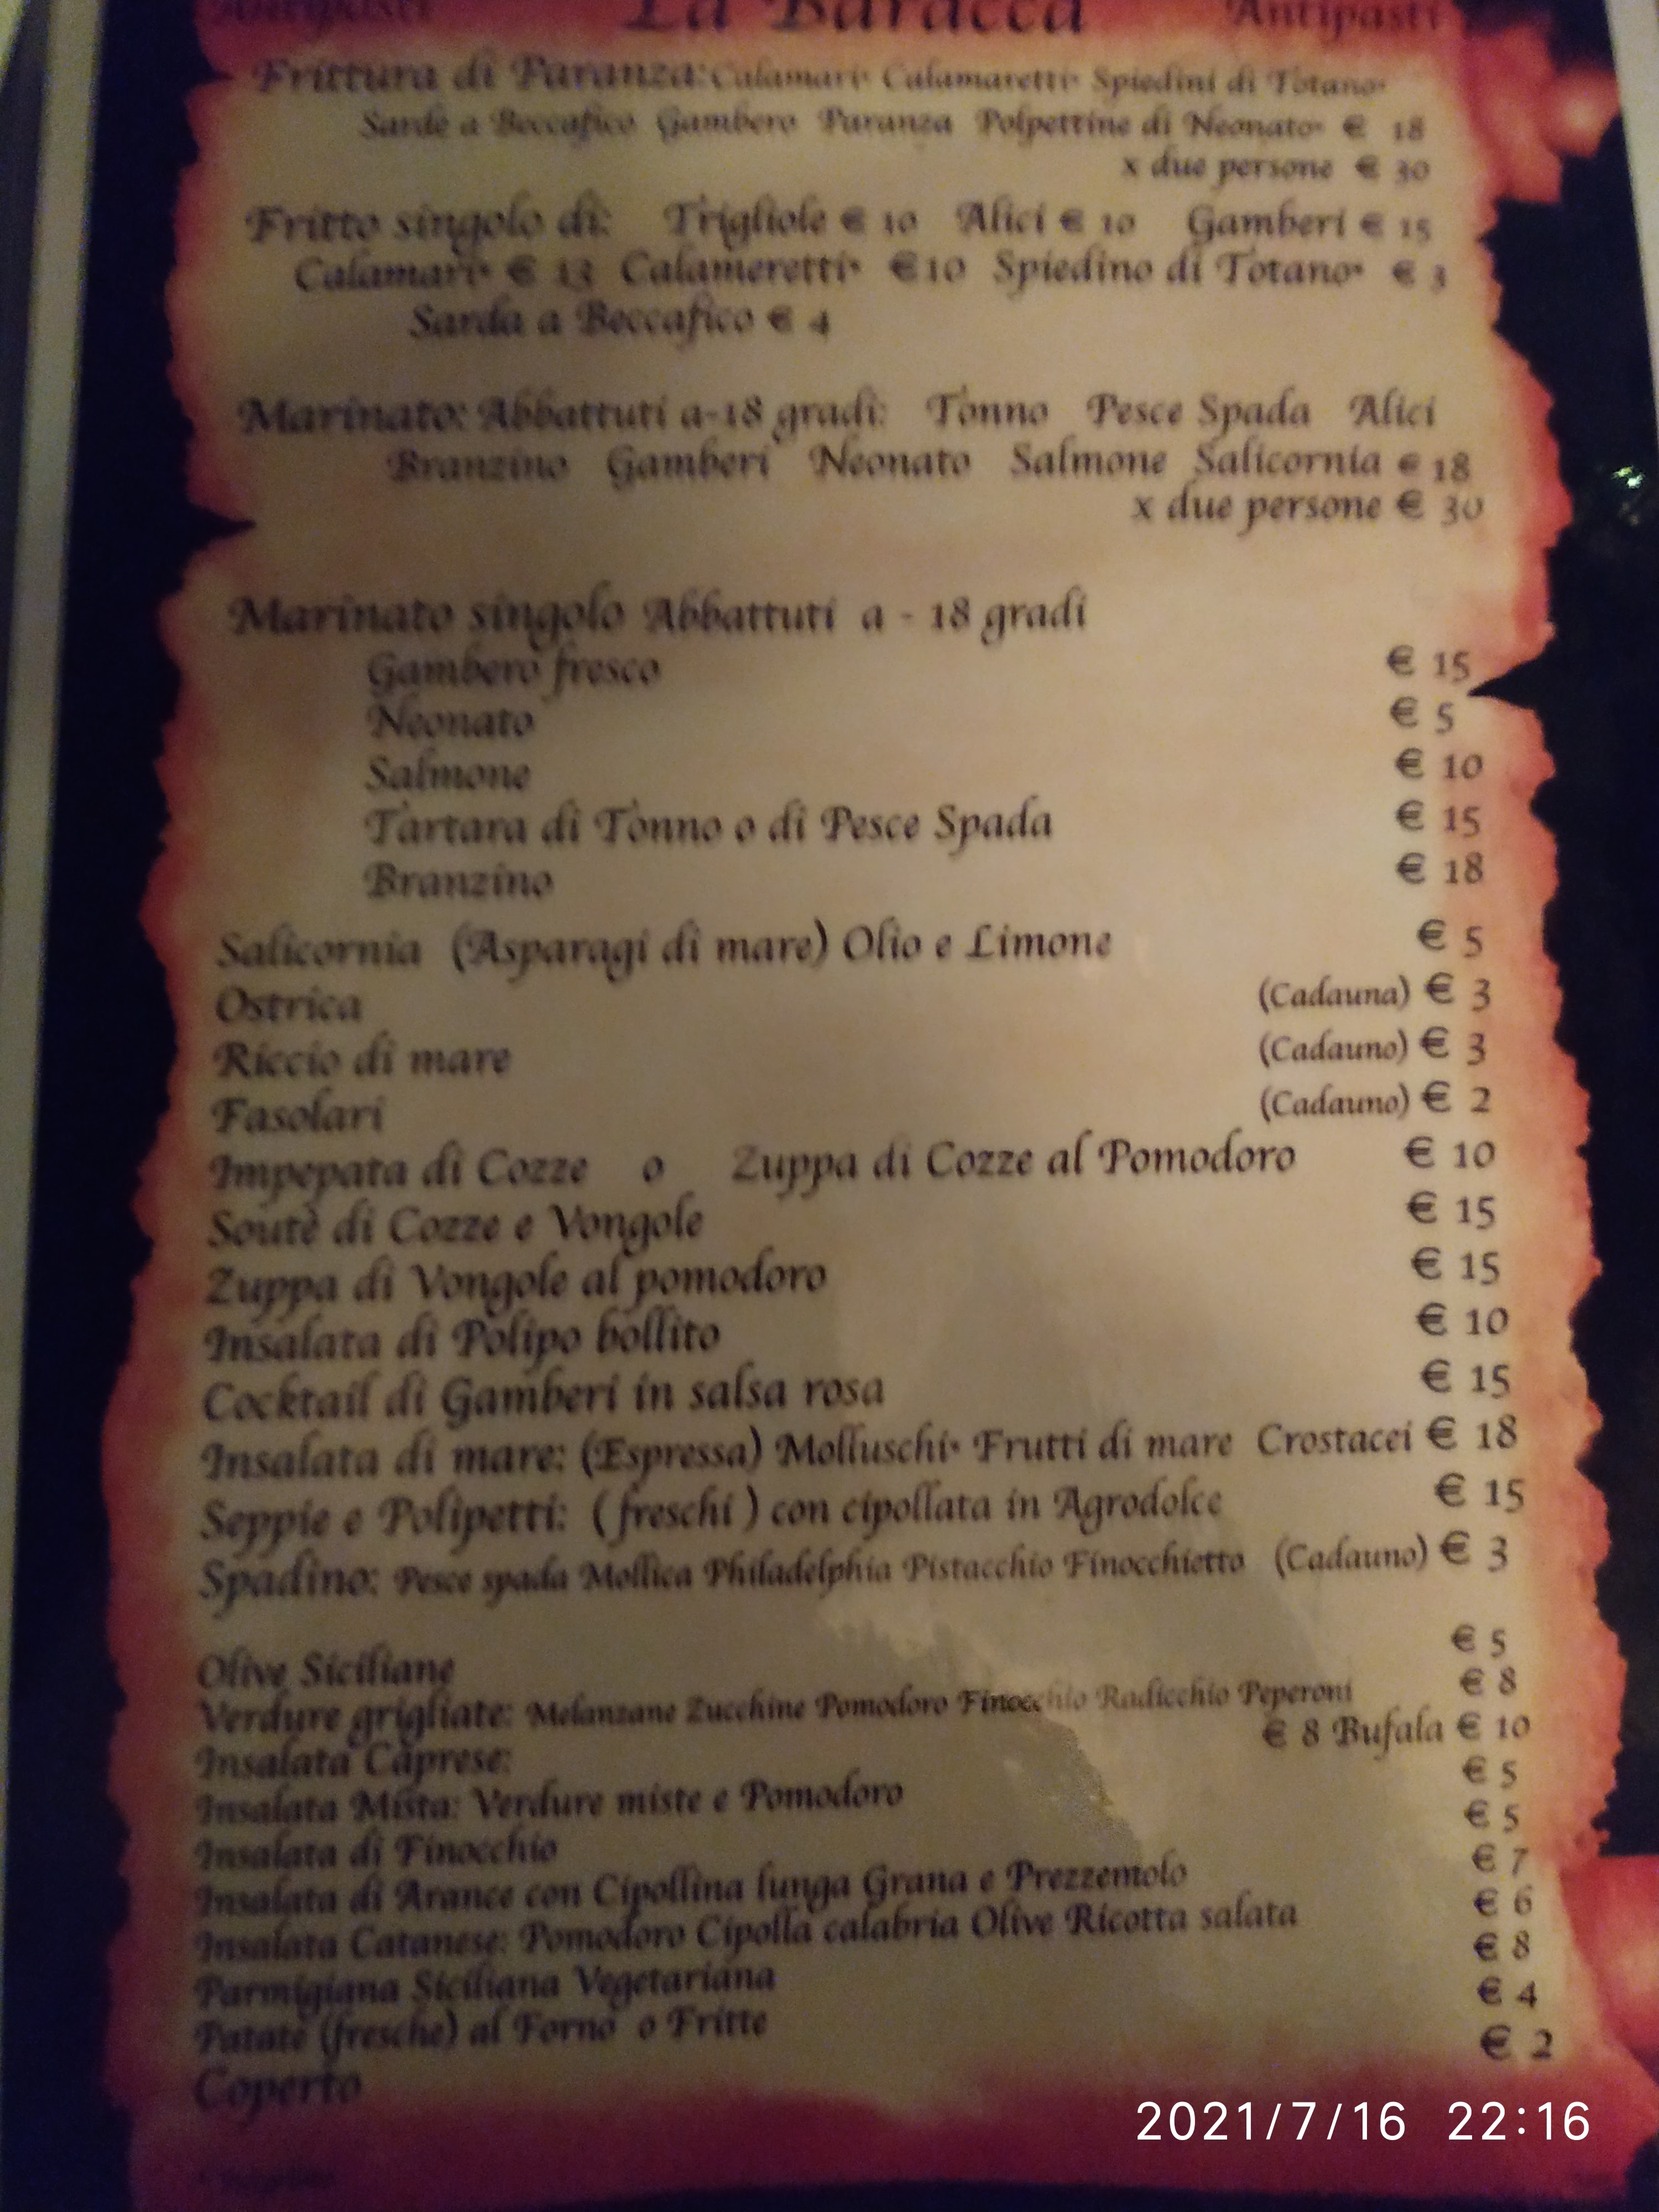 Antipasti La Baracca Antipasti
Frittura di Paranza: Calamari* Calamaretti* Spiedini di Totano*
Sarde a Beccafico Gambero Paranza Polpettine di Neonato* € 18
x due persone € 30
Fritto singolo di: Trigliole € 10 Alici € 10 Gamberi € 15
Calamari* € 13 Calameretti* €10 Spiedino di Totano* € 3
Sarda a Beccafico € 4
Marinato: Abbattuti a-18 gradi: Tonno Pesce Spada Alici
Branzino Gamberi Neonato Salmone Salicornia € 18
x due persone € 30
Marinato singolo Abbattuti a - 18 gradi
Gambero fresco € 15
Neonato € 5
Salmone € 10
Tartara di Tonno o di Pesce Spada € 15
Branzino € 18
Salicornia (Asparagi di mare) Olio e Limone € 5
Ostrica (Cadauna) € 3
Riccio di mare (Cadauno) € 3
Fasolari (Cadauno) € 2
Impepata di Cozze o Zuppa di Cozze al Pomodoro € 10
Soutè di Cozze e Vongole € 15
Zuppa di Vongole al pomodoro € 15
Insalata di Polipo bollito € 10
Cocktail di Gamberi in salsa rosa € 15
Insalata di mare: (Espressa) Molluschi* Frutti di mare Crostacei € 18
Seppie e Polipetti: ( freschi ) con cipollata in Agrodolce € 15
Spadino: Pesce spada Mollica Philadelphia Pistacchio Finocchietto (Cadauno) € 3
Olive Siciliane € 5
Verdure grigliate: Melanzane Zucchine Pomodoro Finocchio Radicchio Peperoni € 8
Insalata Caprese: € 8 Bufala € 10
Insalata Mista: Verdure miste e Pomodoro € 5
Insalata di Finocchio € 5
Insalata di Arance con Cipollina lunga Grana e Prezzemolo € 7
Insalata Catanese: Pomodoro Cipolla calabria Olive Ricotta salata € 6
Parmigiana Siciliana Vegetariana € 8
Patate (fresche) al Forno o Fritte € 4
Coperto € 2
2021/7/16 22:16